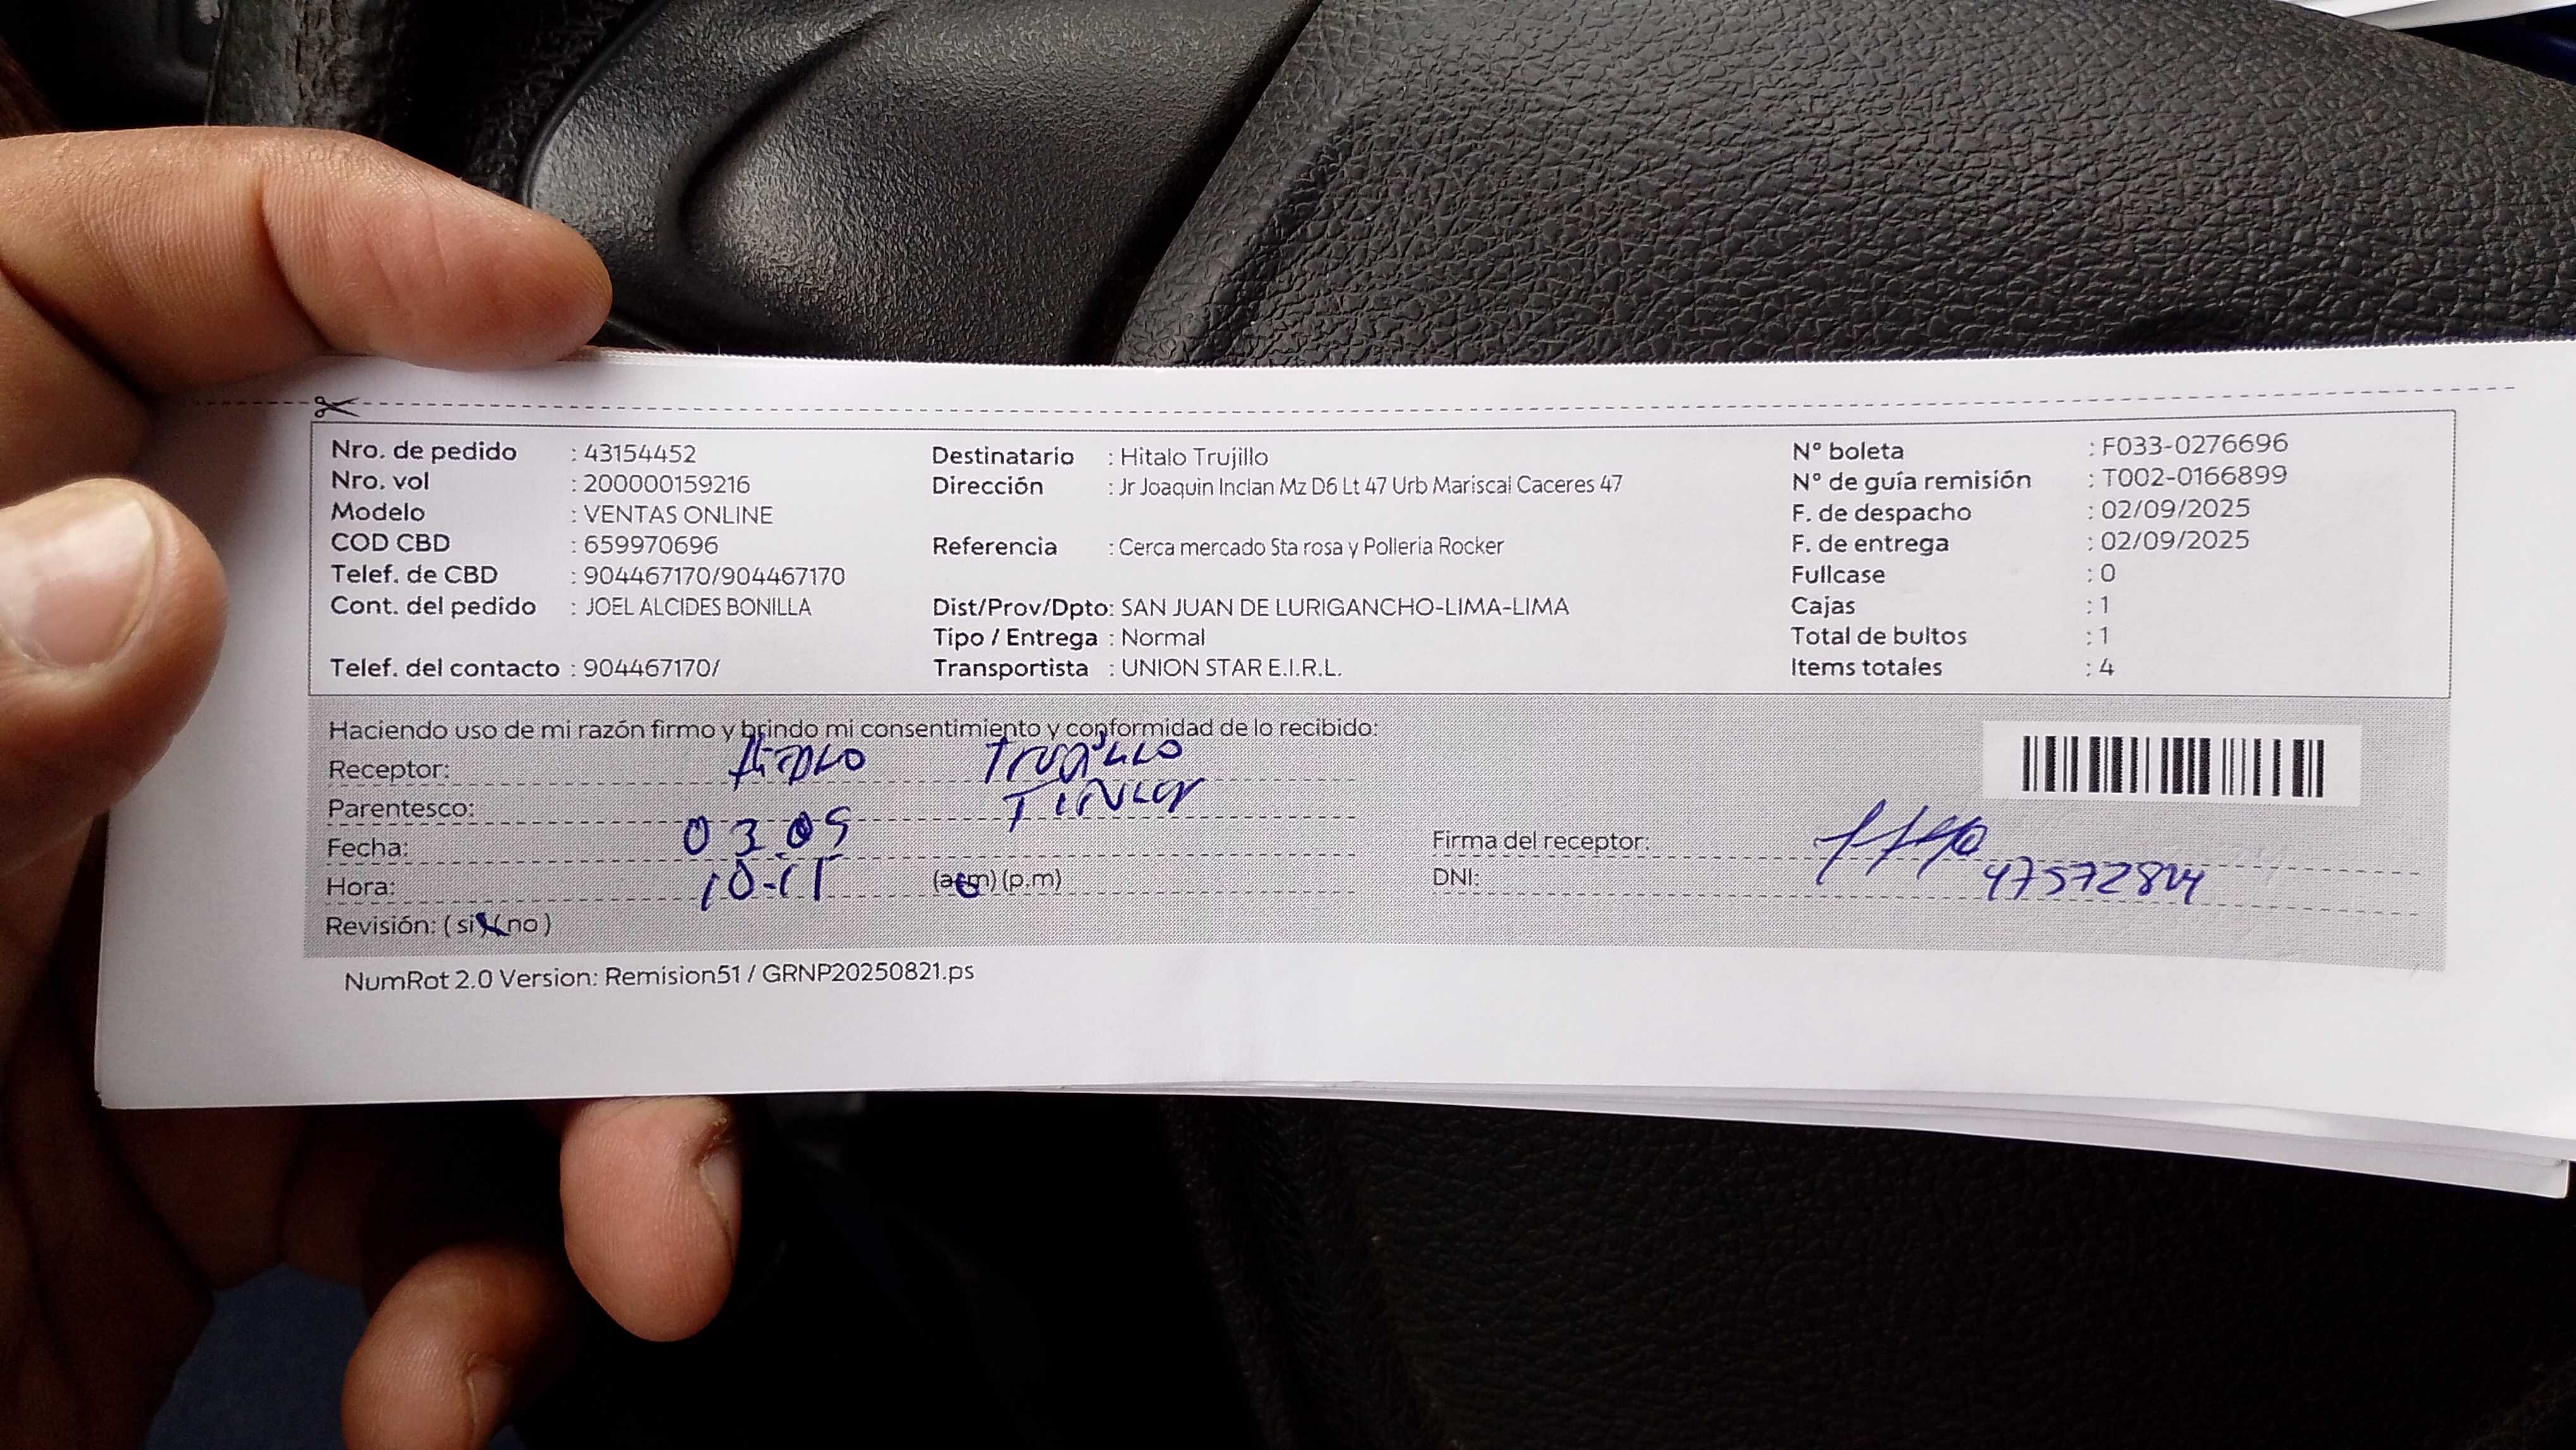 Nro. de pedido : 43154452
Nro. vol : 200000159216
Modelo : VENTAS ONLINE
COD CBD : 659970696
Telef. de CBD : 904467170/904467170
Cont. del pedido : JOEL ALCIDES BONILLA
Telef. del contacto : 904467170/
Destinatario : Hitalo Trujillo
Dirección : Jr Joaquin Inclan Mz D6 Lt 47 Urb Mariscal Caceres 47
Referencia : Cerca mercado Sta rosa y Polleria Rocker
Dist/Prov/Dpto: SAN JUAN DE LURIGANCHO-LIMA-LIMA
Tipo / Entrega : Normal
Transportista : UNION STAR E.I.R.L.
Nº boleta : F033-0276696
Nº de guía remisión : T002-0166899
F. de despacho : 02/09/2025
F. de entrega : 02/09/2025
Fullcase : 0
Cajas : 1
Total de bultos : 1
Items totales : 4
Haciendo uso de mi razón firmo y brindo mi consentimiento y conformidad de lo recibido:
Receptor: Trujillo
Parentesco:
Fecha: 03.09
Hora: 10-11 (a.m) (p.m)
Revisión: (si) (no)
Firma del receptor:
DNI:
NumRot 2.0 Version: Remision51 / GRNP20250821.ps